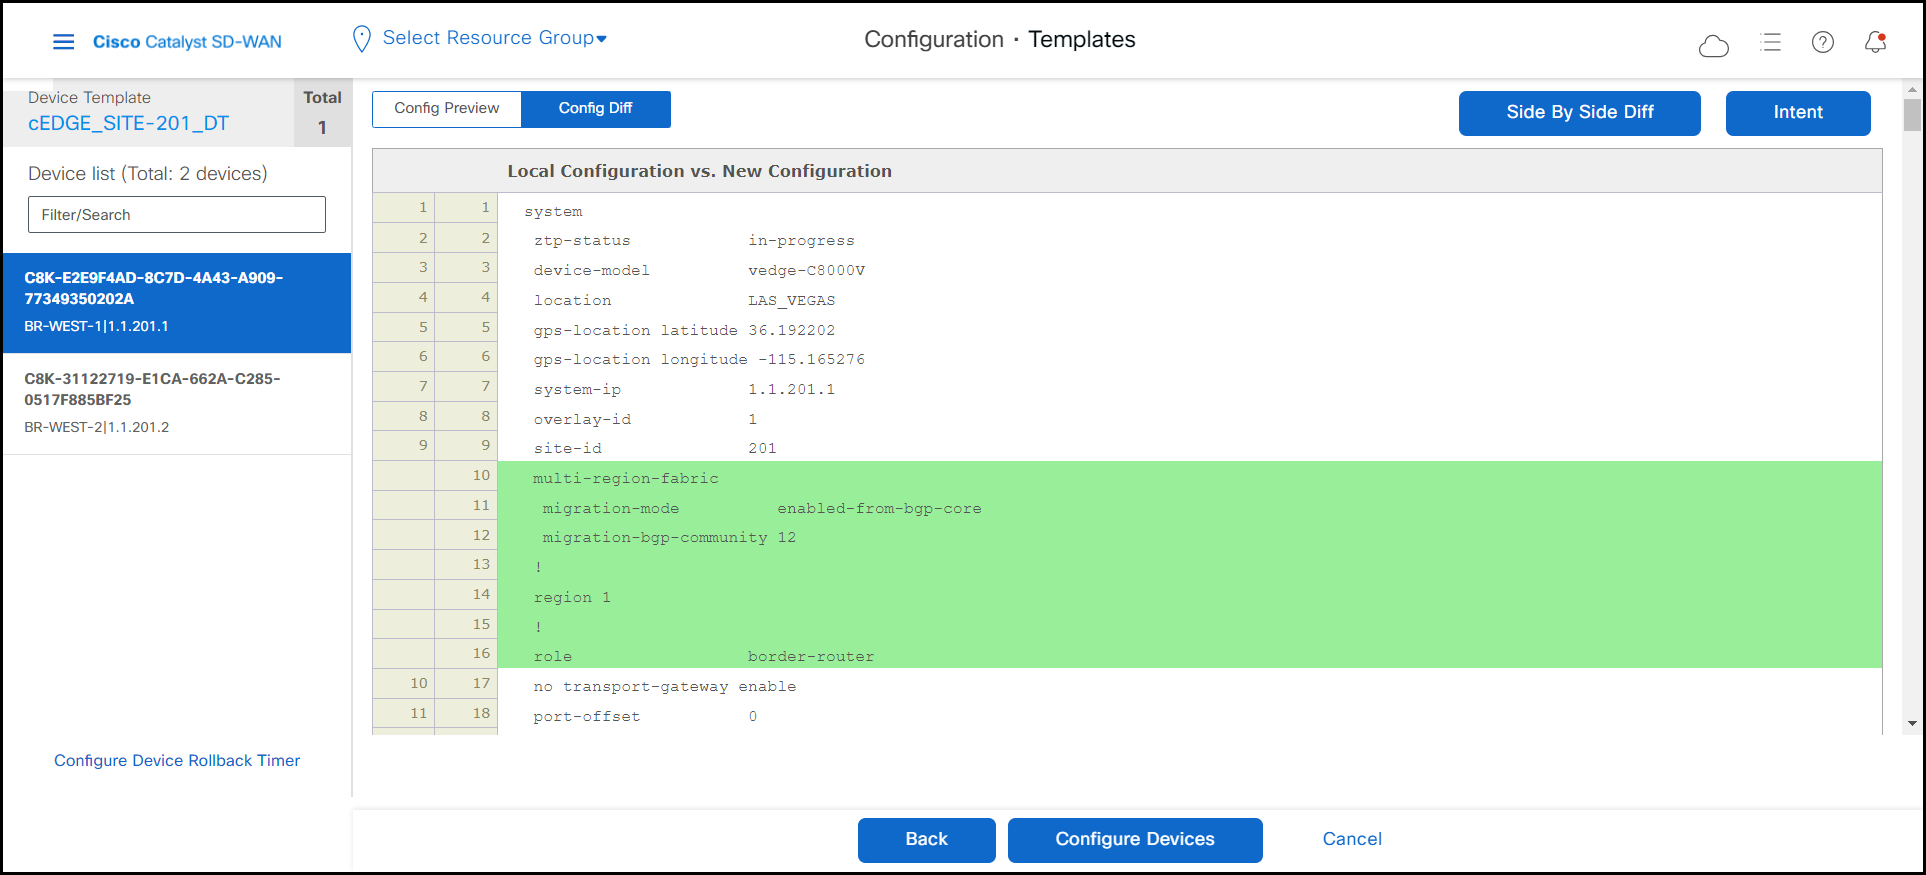 Cisco Catalyst SD-WAN
Select Resource Group
Configuration · Templates
Device Template
cEDGE_SITE-201_DT
Total
1
Device list (Total: 2 devices)
Filter/Search
C8K-E2E9F4AD-8C7D-4A43-A909-
77349350202A
BR-WEST-1|1.1.201.1
C8K-31122719-E1CA-662A-C285-
0517F885BF25
BR-WEST-2|1.1.201.2
Configure Device Rollback Timer
Config Preview
Config Diff
Side By Side Diff
Intent
Local Configuration vs. New Configuration
1 1 system
2 2 ztp-status in-progress
3 3 device-model vedge-C8000V
4 4 location LAS_VEGAS
5 5 gps-location latitude 36.192202
6 6 gps-location longitude -115.165276
7 7 system-ip 1.1.201.1
8 8 overlay-id 1
9 9 site-id 201
10 multi-region-fabric
11 migration-mode enabled-from-bgp-core
12 migration-bgp-community 12
13 !
14 region 1
15 !
16 role border-router
10 17 no transport-gateway enable
11 18 port-offset 0
Back
Configure Devices
Cancel